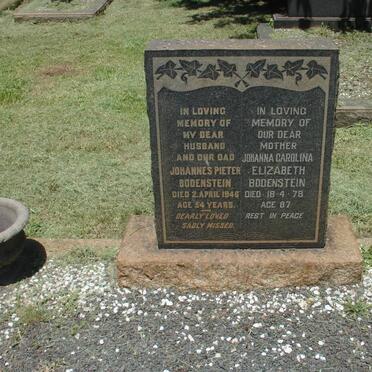 IN LOVING
MEMORY OF
MY DEAR
HUSBAND
AND OUR DAD
JOHANNES PIETER
BODENSTEIN
DIED 2. APRIL 1946
AGE 54 YEARS.
DEARLY LOVED
SADLY MISSED.
IN LOVING
MEMORY OF
OUR DEAR
MOTHER
JOHANNA CAROLINA
ELIZABETH
BODENSTEIN
DIED 18-4-78
AGE 87
REST IN PEACE